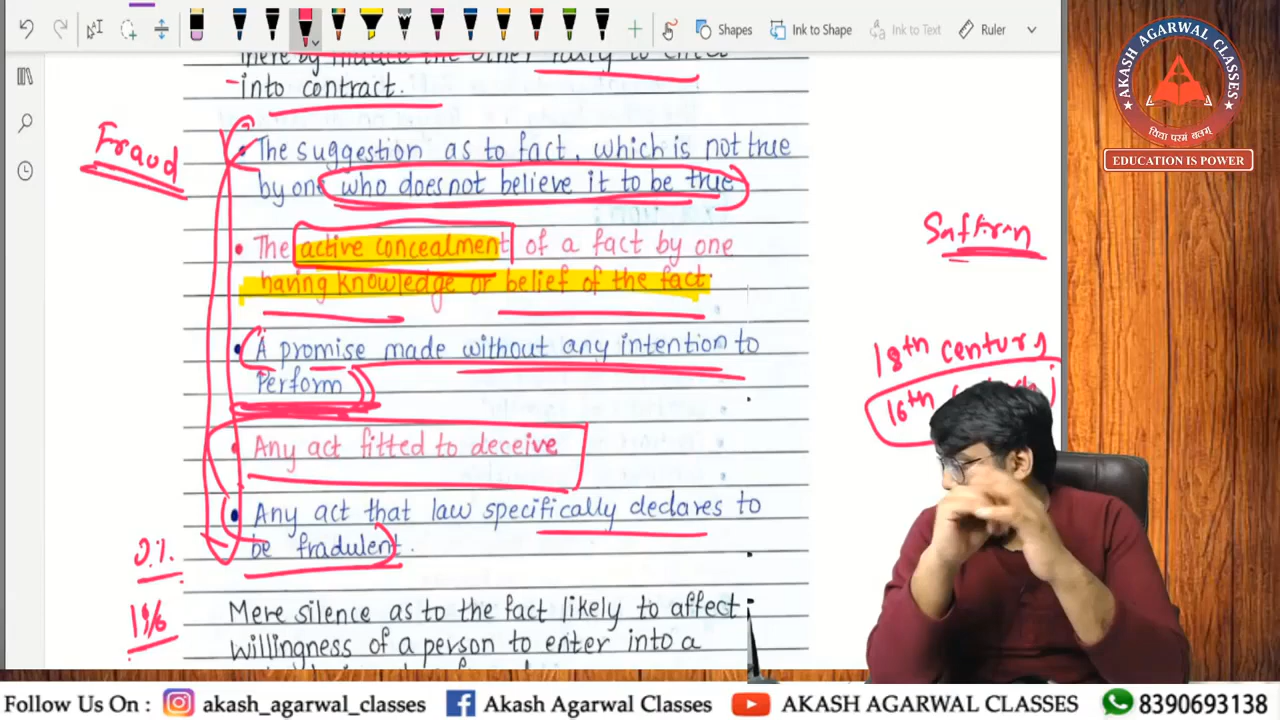 Shapes
Ink to Shape
Ink to Text
Ruler
into contract.
Fraud
• The suggestion as to fact, which is not true
by one who does not believe it to be true
• The active concealment of a fact by one
having knowledge or belief of the fact
• A promise made without any intention to
Perform
• Any act fitted to deceive
• Any act that law specifically declares to
be fradulent.
0%
1%
Mere silence as to the fact likely to affect
willingness of a person to enter into a
Saffron
18th century
16th
AKASH AGARWAL CLASSES
विद्या परमं बलम्
EDUCATION IS POWER
Follow Us On : akash_agarwal_classes Akash Agarwal Classes AKASH AGARWAL CLASSES 8390693138